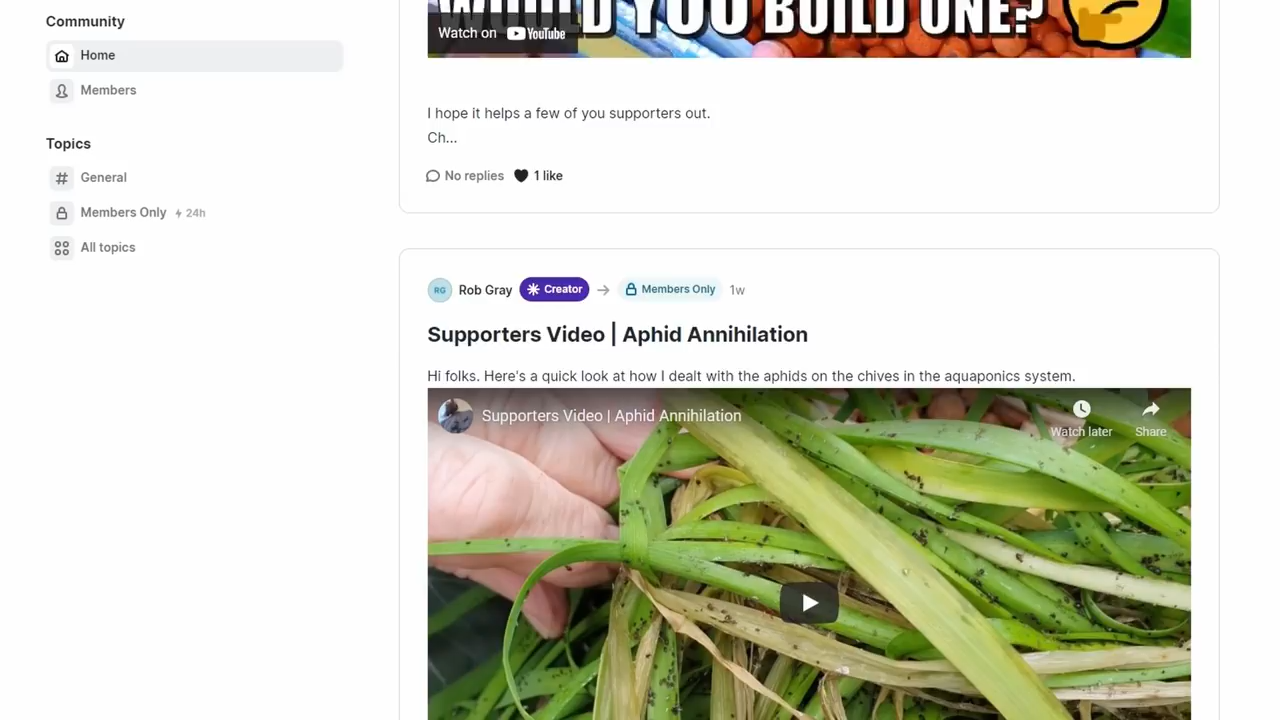 Community
Home
Members
Topics
General
Members Only 24h
All topics
WOULD YOU BUILD ONE?
Watch on YouTube
I hope it helps a few of you supporters out.
Ch...
No replies 1 like
RG Rob Gray Creator → Members Only 1w
Supporters Video | Aphid Annihilation
Hi folks. Here's a quick look at how I dealt with the aphids on the chives in the aquaponics system.
Supporters Video | Aphid Annihilation
Watch later Share